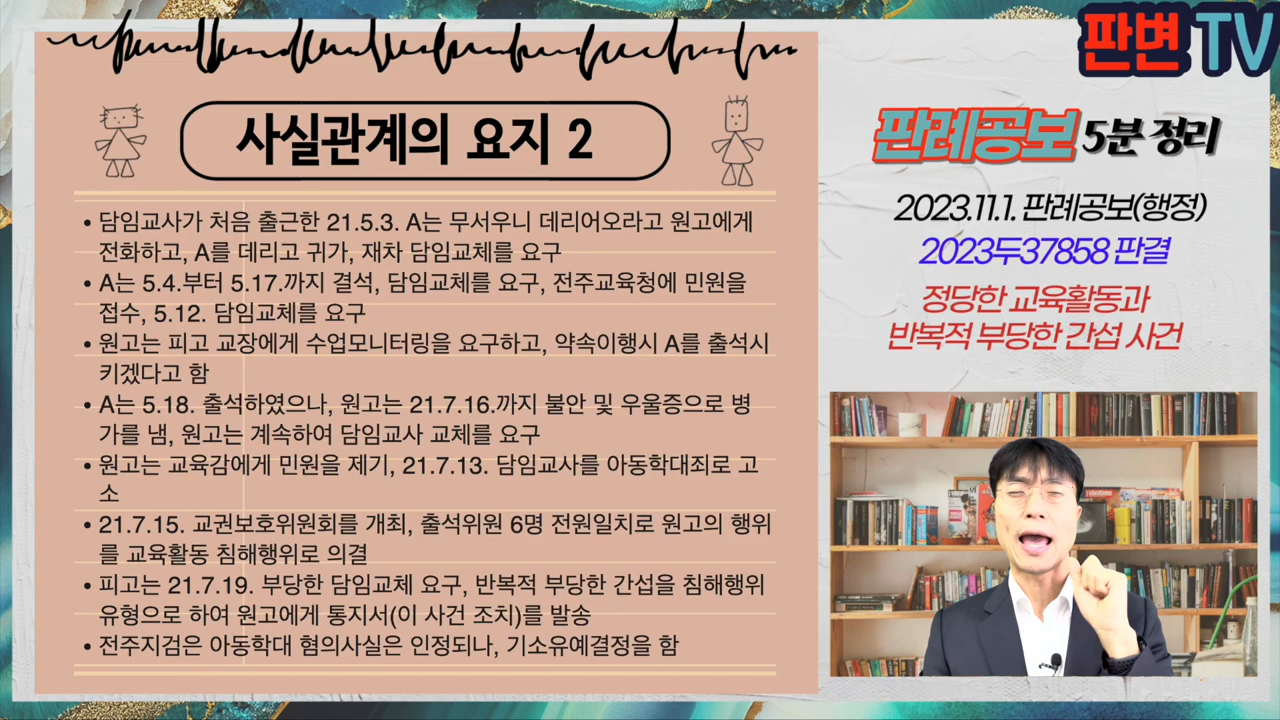 판변 TV
사실관계의 요지 2
• 담임교사가 처음 출근한 21.5.3. A는 무서우니 데리어오라고 원고에게
전화하고, A를 데리고 귀가, 재차 담임교체를 요구
• A는 5.4.부터 5.17.까지 결석, 담임교체를 요구, 전주교육청에 민원을
접수, 5.12. 담임교체를 요구
• 원고는 피고 교장에게 수업모니터링을 요구하고, 약속이행시 A를 출석시
키겠다고 함
• A는 5.18. 출석하였으나, 원고는 21.7.16.까지 불안 및 우울증으로 병
가를 냄, 원고는 계속하여 담임교사 교체를 요구
• 원고는 교육감에게 민원을 제기, 21.7.13. 담임교사를 아동학대죄로 고
소
• 21.7.15. 교권보호위원회를 개최, 출석위원 6명 전원일치로 원고의 행위
를 교육활동 침해행위로 의결
• 피고는 21.7.19. 부당한 담임교체 요구, 반복적 부당한 간섭을 침해행위
유형으로 하여 원고에게 통지서(이 사건 조치)를 발송
• 전주지검은 아동학대 혐의사실은 인정되나, 기소유예결정을 함
판례공보 5분 정리
2023.11.1. 판례공보(행정)
2023두37858 판결
정당한 교육활동과
반복적 부당한 간섭 사건